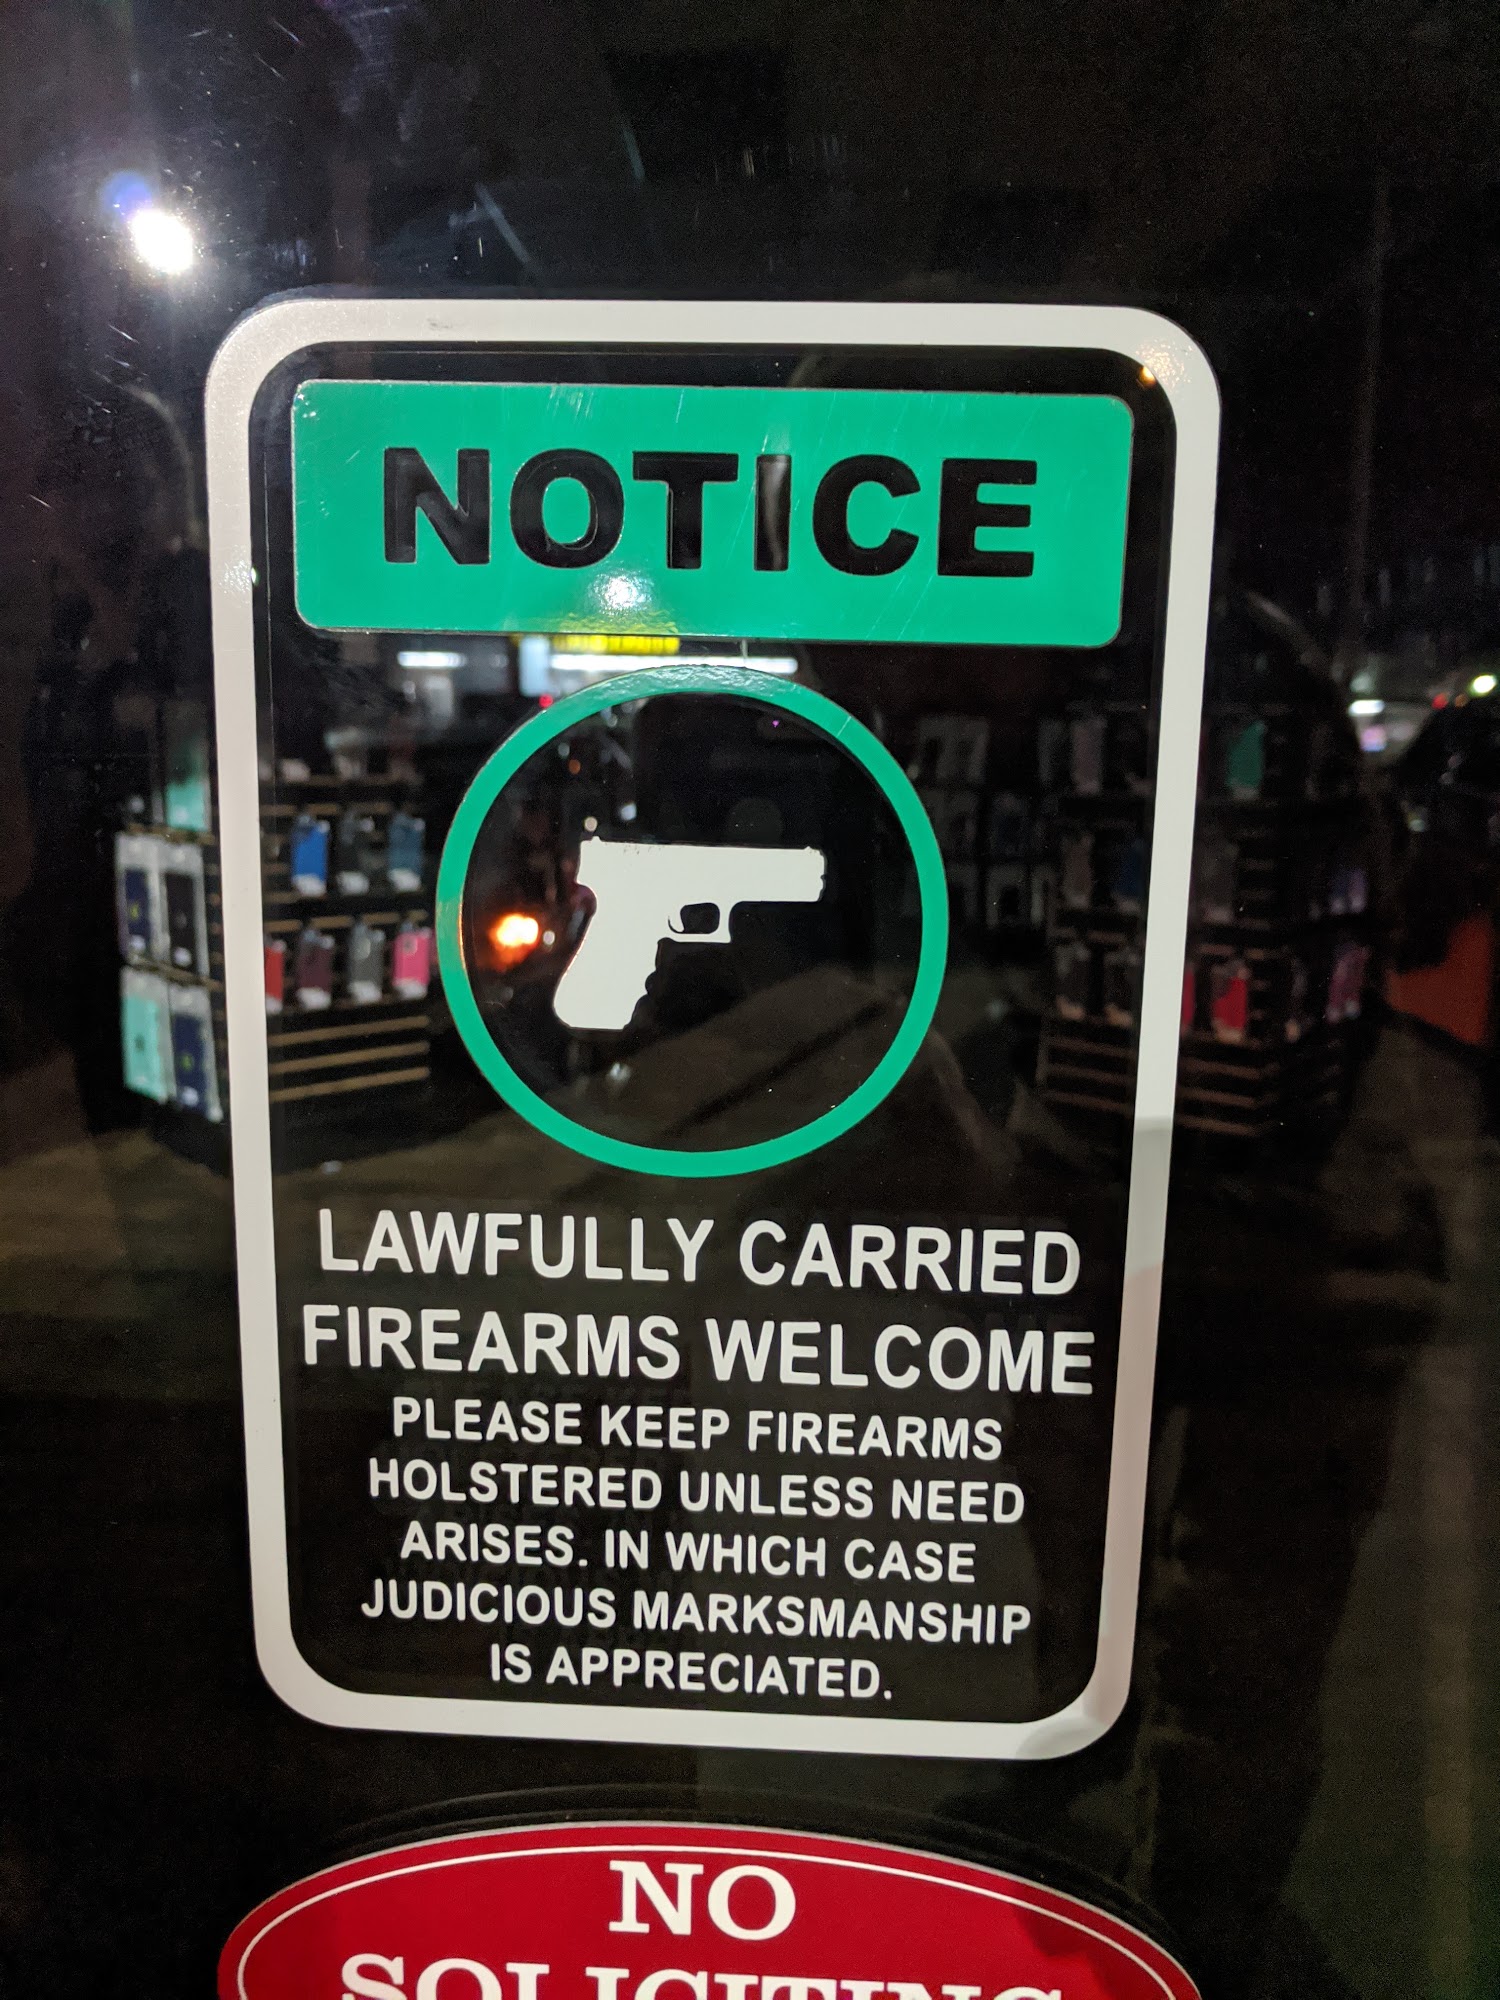 NOTICE
LAWFULLY CARRIED
FIREARMS WELCOME
PLEASE KEEP FIREARMS
HOLSTERED UNLESS NEED
ARISES. IN WHICH CASE
JUDICIOUS MARKSMANSHIP
IS APPRECIATED.
NO
SOLICITING